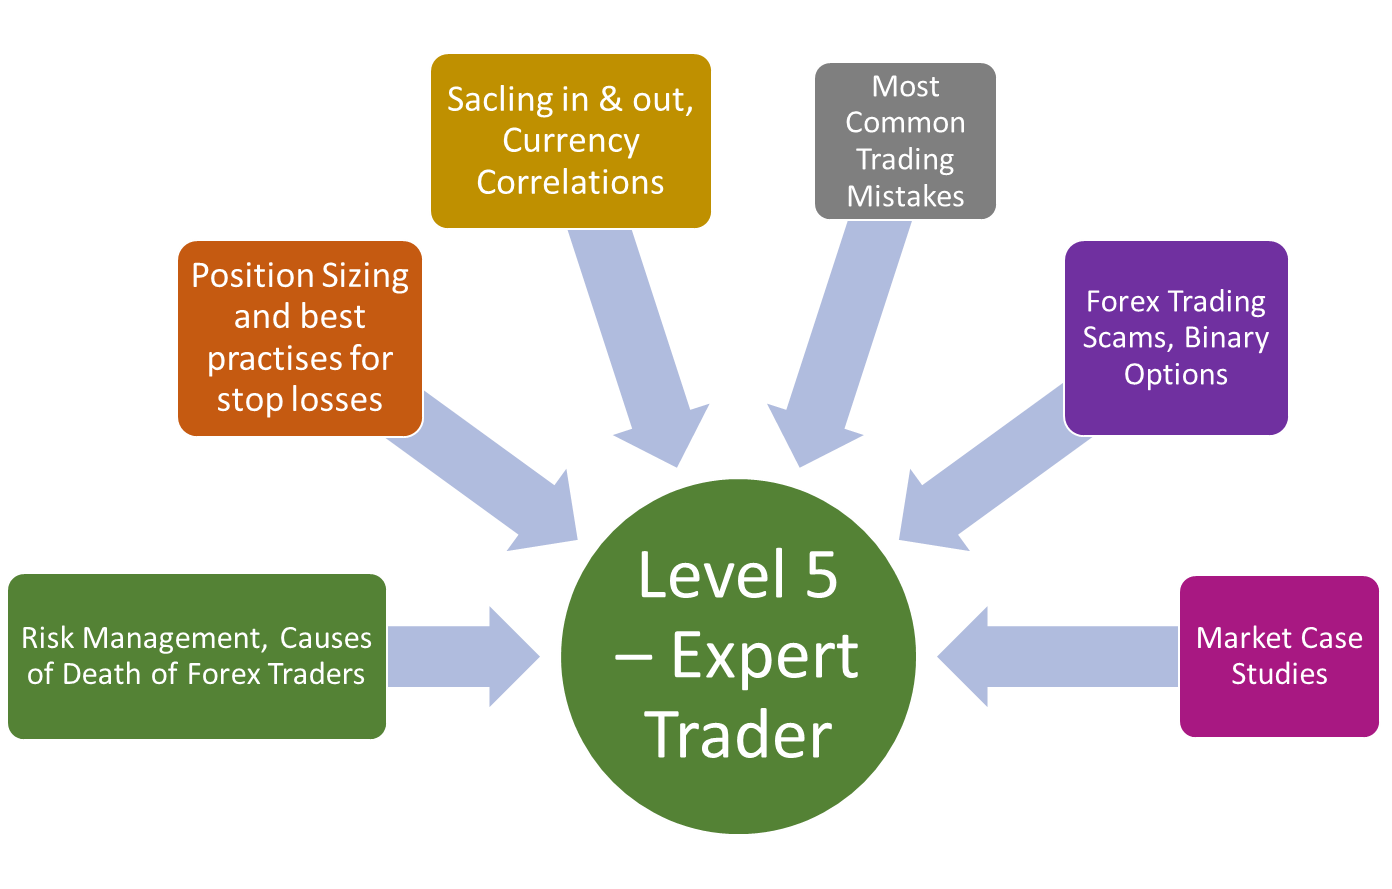 Sacling in & out,
Currency
Correlations
Most
Common
Trading
Mistakes
Position Sizing
and best
practises for
stop losses
Forex Trading
Scams, Binary
Options
Risk Management, Causes
of Death of Forex Traders
Level 5
– Expert
Trader
Market Case
Studies